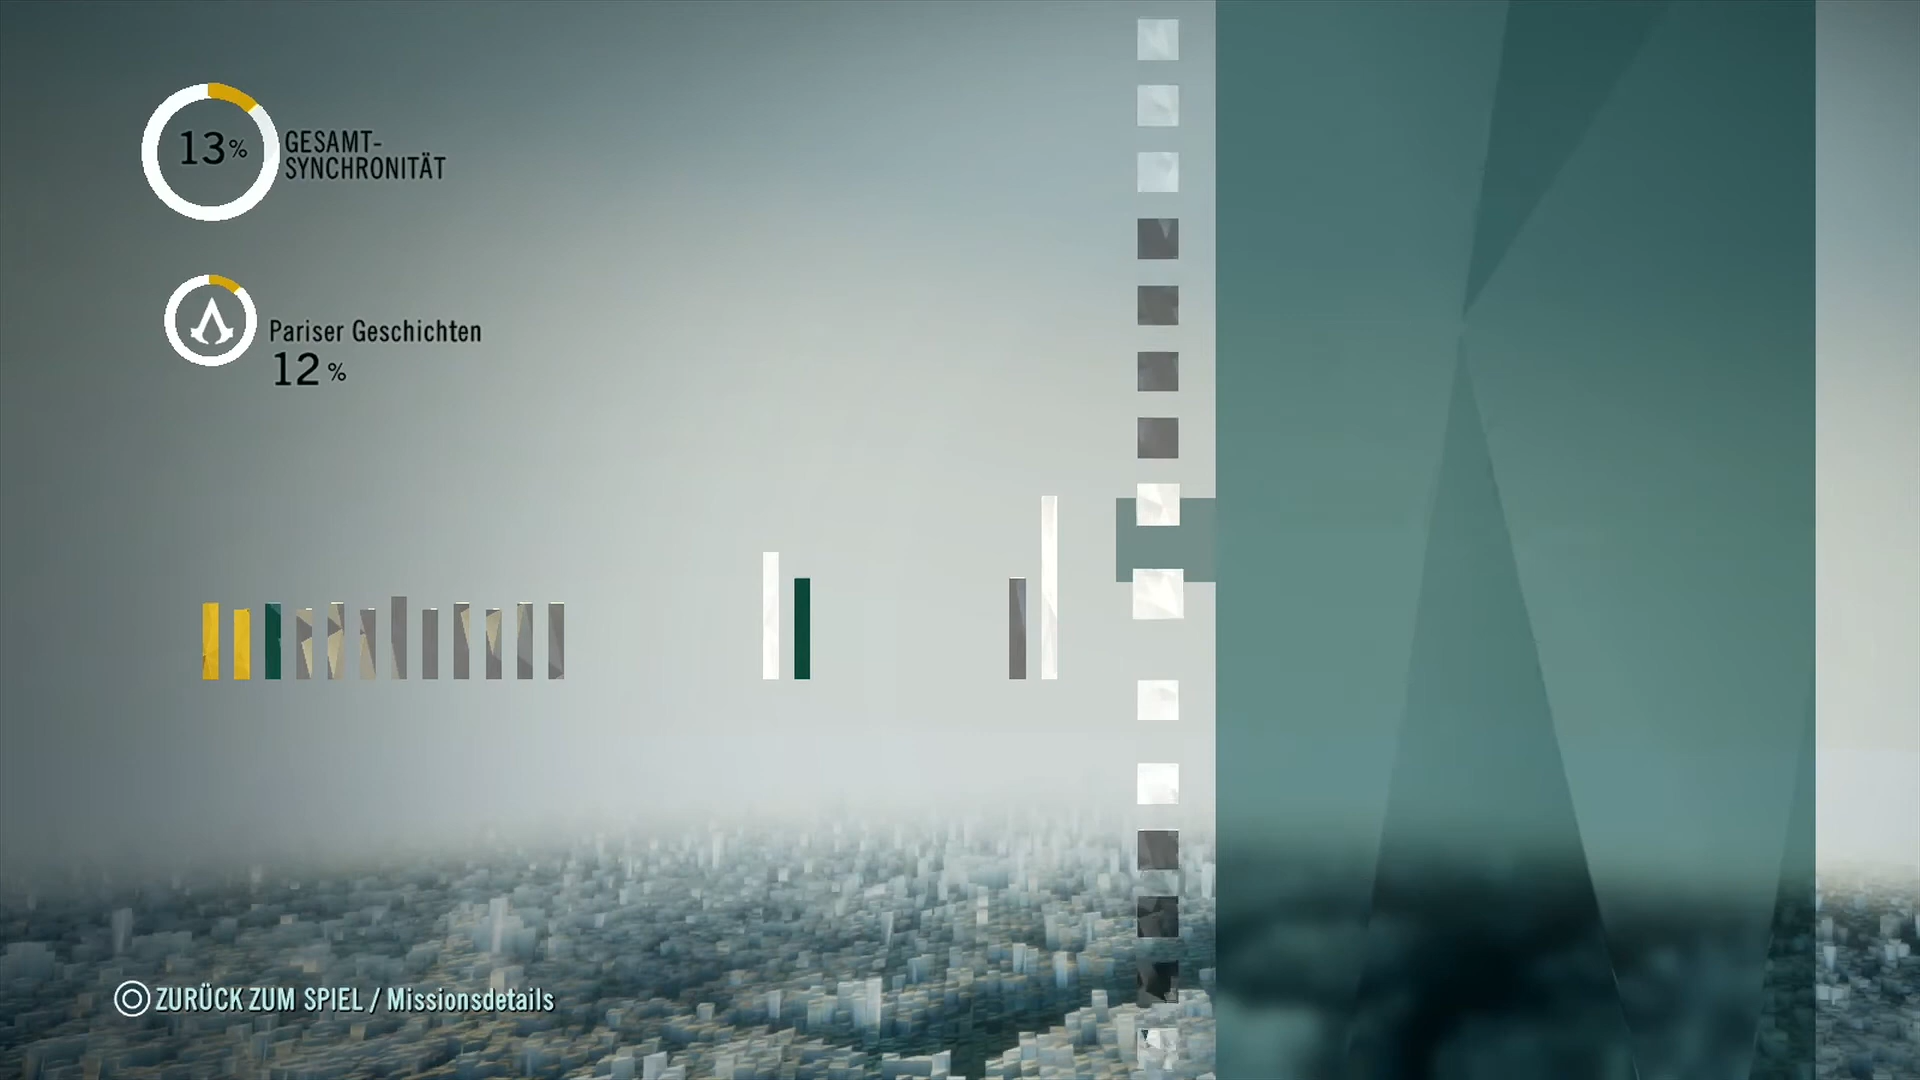 13%
GESAMT-
SYNCHRONITÄT
Pariser Geschichten
12 %
ZURÜCK ZUM SPIEL / Missionsdetails